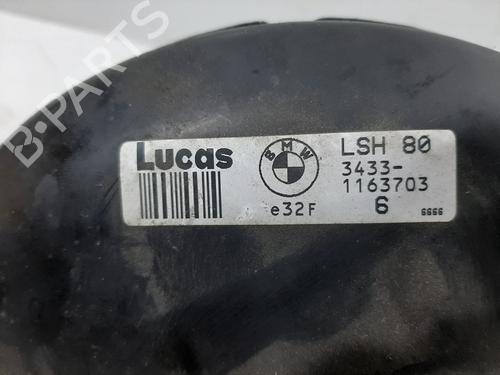 B-PARTS
Lucas
BMW
LSH 80
3433-
1163703
e32F
6
6666